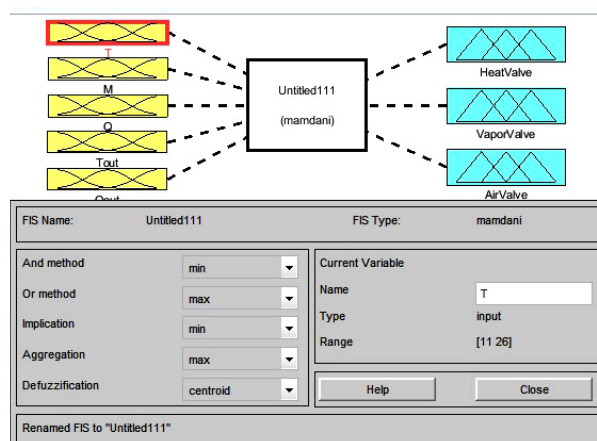 T
M
Q
Tout
Untitled111
(mamdani)
HeatValve
VaporValve
AirValve
FIS Name: Untitled111 FIS Type: mamdani
And method min
Or method max
Implication min
Aggregation max
Defuzzification centroid
Current Variable
Name T
Type input
Range [11 26]
Help Close
Renamed FIS to "Untitled111"